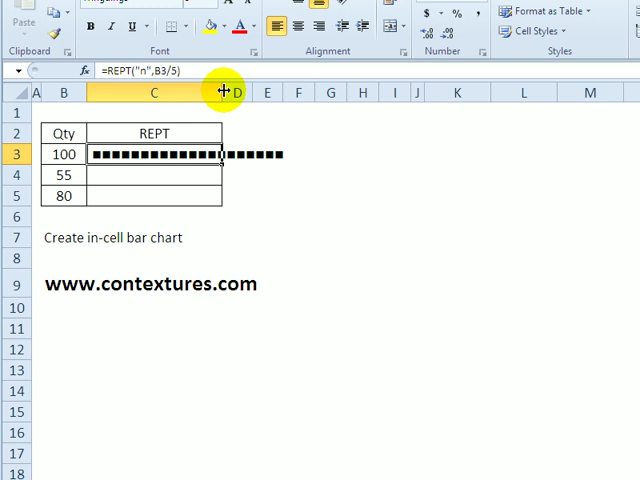 Wingdings
Paste
B I U
$ % ,
Format as Table
Cell Styles
Clipboard Font Alignment Number
fx =REPT("n",B3/5)
A B C D E F G H I J K L M
1
2 Qty REPT
3 100 ■■■■■■■■■■■■■■■■■■■■
4 55
5 80
6
7 Create in-cell bar chart
8
9 www.contextures.com
10
11
12
13
14
15
16
17
18